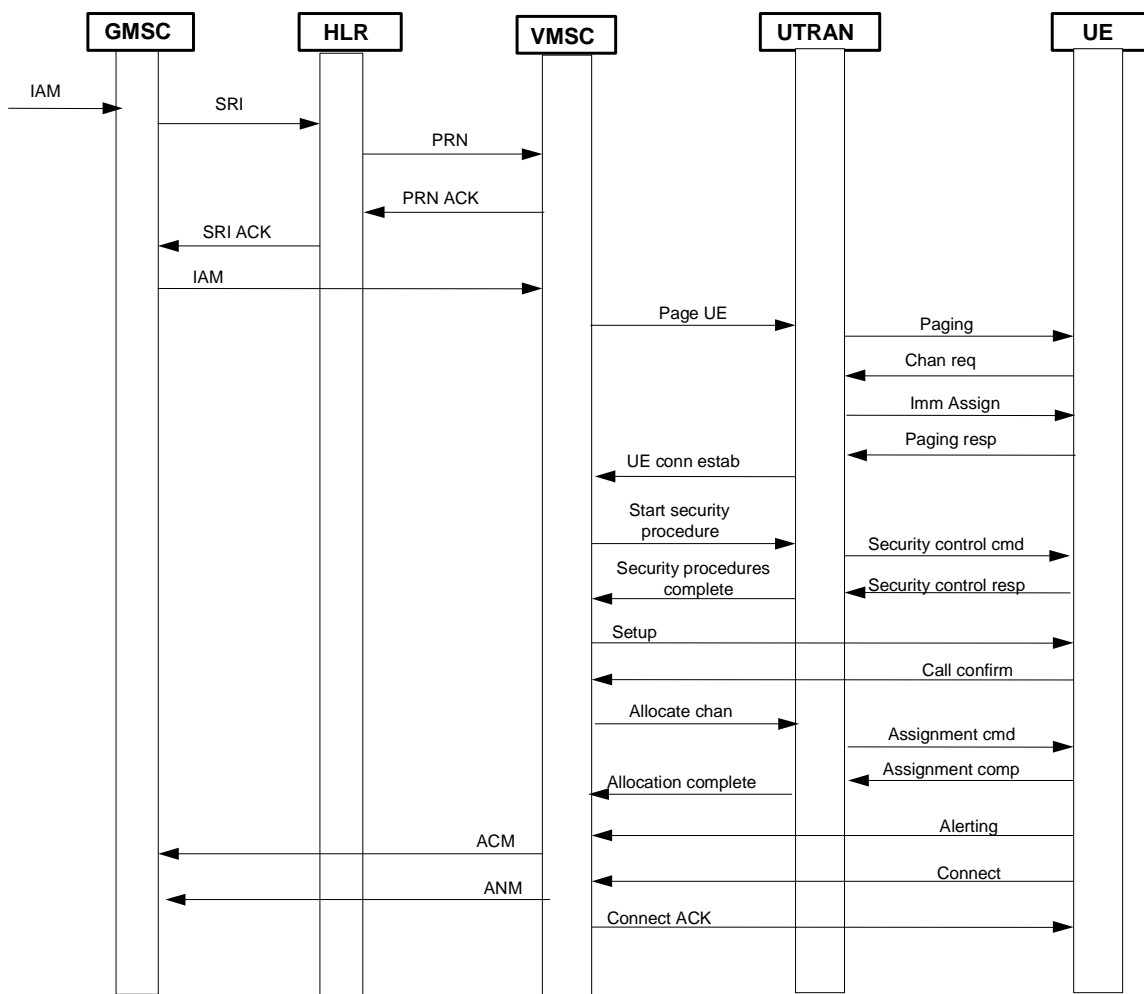 GMSC
HLR
VMSC
UTRAN
UE
IAM
SRI
PRN
PRN ACK
SRI ACK
IAM
Page UE
Paging
Chan req
Imm Assign
Paging resp
UE conn estab
Start security
procedure
Security control cmd
Security procedures
complete
Security control resp
Setup
Call confirm
Allocate chan
Assignment cmd
Assignment comp
Allocation complete
Alerting
ACM
Connect
ANM
Connect ACK